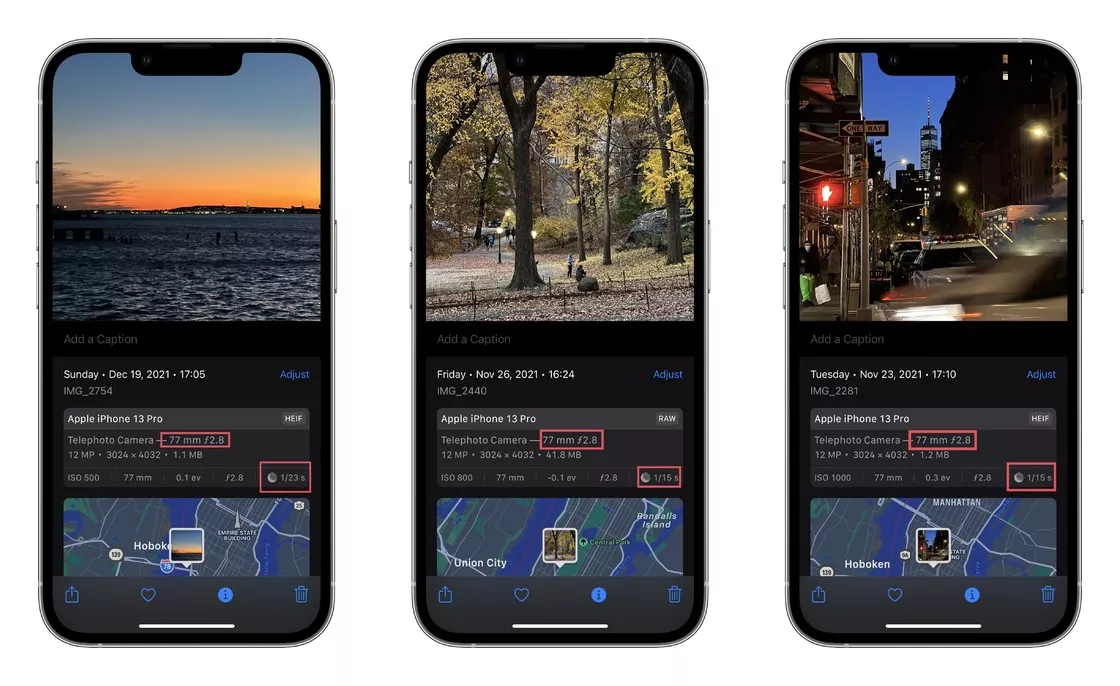 Add a Caption
Sunday • Dec 19, 2021 • 17:05
Adjust
IMG_2754
Apple iPhone 13 Pro
HEIF
Telephoto Camera — 77 mm ƒ2.8
12 MP • 3024 × 4032 • 1.1 MB
ISO 500 77 mm 0.1 ev ƒ2.8 1/23 s
25
EMPIRE STATE
BUILDING
Hoboke
139
78
Add a Caption
Friday • Nov 26, 2021 • 16:24
Adjust
IMG_2440
Apple iPhone 13 Pro
RAW
Telephoto Camera — 77 mm ƒ2.8
12 MP • 3024 × 4032 • 41.8 MB
ISO 800 77 mm -0.1 ev ƒ2.8 1/15 s
Randalls
Island
Central Park
Union City
ONE WAY
Add a Caption
Tuesday • Nov 23, 2021 • 17:10
Adjust
IMG_2281
Apple iPhone 13 Pro
HEIF
Telephoto Camera — 77 mm ƒ2.8
12 MP • 3024 × 4032 • 1.2 MB
ISO 1000 77 mm 0.3 ev ƒ2.8 1/15 s
MANHATTAN
9A
STATE
NG
Hoboken
139